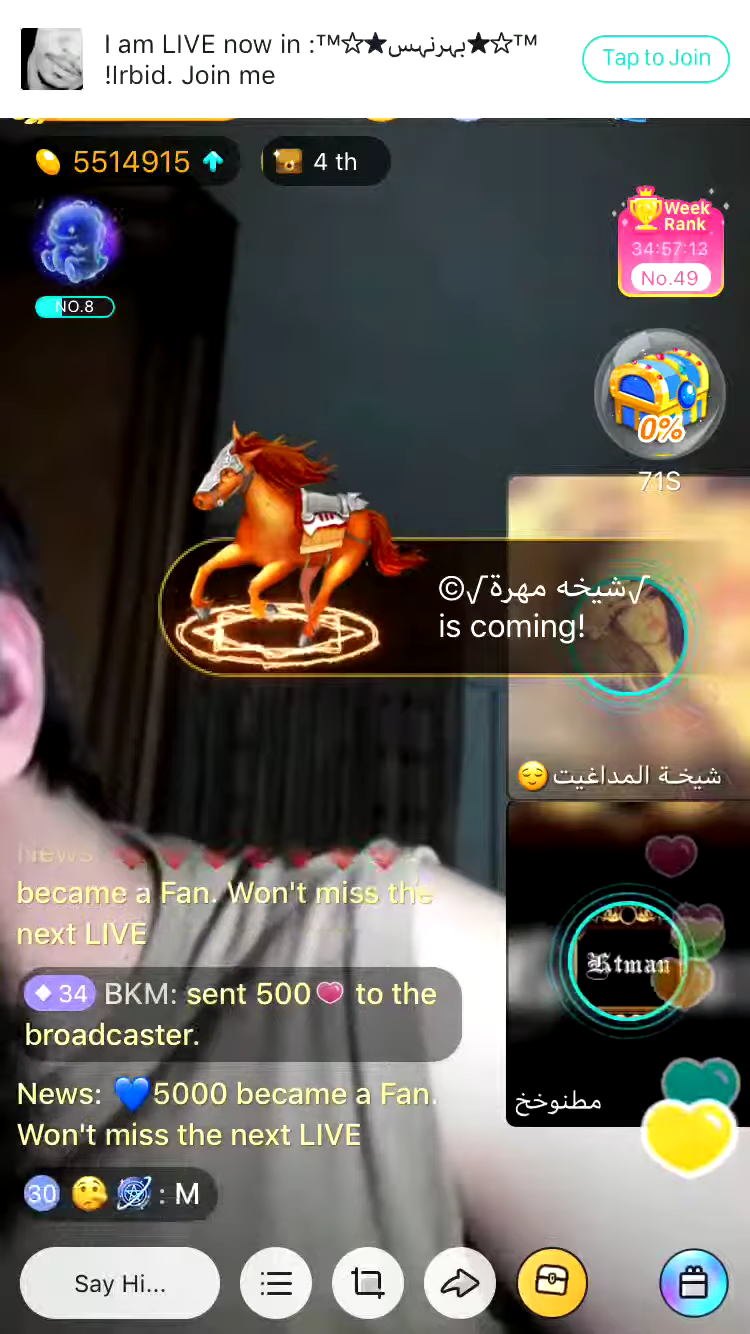 I am LIVE now in :™☆★بهرنهس★☆™
!Irbid. Join me
Tap to Join
5514915
4 th
Week
Rank
34:57:13
No.49
NO.8
0%
71S
©√شيخه مهرة√
is coming!
شيخـة المداغيت😌
News:
became a Fan. Won't miss the
next LIVE
34 BKM: sent 500 to the
broadcaster.
Ktman
News: 💙5000 became a Fan.
Won't miss the next LIVE
مطنوخخ
30 🤨 : M
Say Hi...